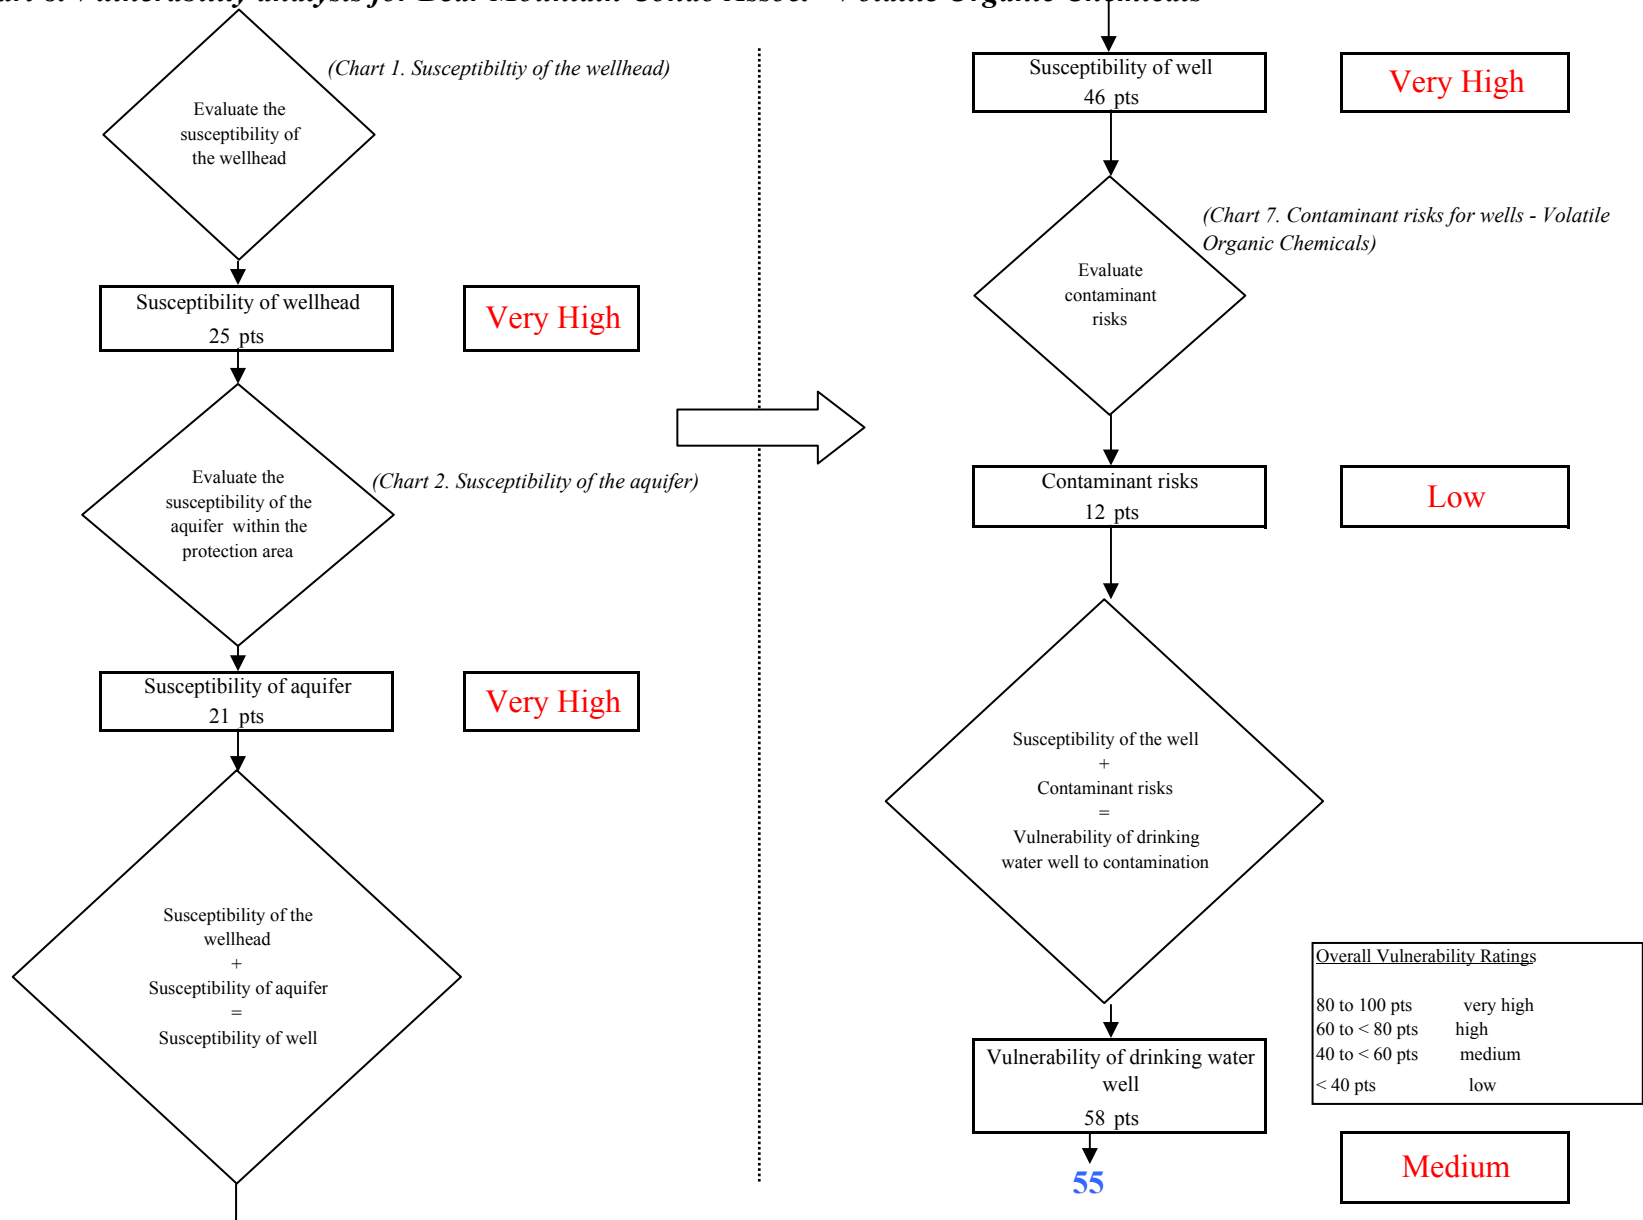 Susceptibiltiy of the wellhead)
(Chart 1. Susceptibiltiy of the wellhead)
Evaluate the
susceptibility of
the wellhead
Susceptibility of wellhead
25 pts
Very High
Evaluate the
susceptibility of the
aquifer within the
protection area
(Chart 2. Susceptibility of the aquifer)
Susceptibility of aquifer
21 pts
Very High
Susceptibility of the
wellhead
+
Susceptibility of aquifer
=
Susceptibility of well
Susceptibility of well
46 pts
Very High
(Chart 7. Contaminant risks for wells - Volatile
Organic Chemicals)
Evaluate
contaminant
risks
Contaminant risks
12 pts
Low
Susceptibility of the well
+
Contaminant risks
=
Vulnerability of drinking
water well to contamination
Overall Vulnerability Ratings
80 to 100 pts very high
60 to < 80 pts high
40 to < 60 pts medium
< 40 pts low
Vulnerability of drinking water
well
58 pts
55
Medium